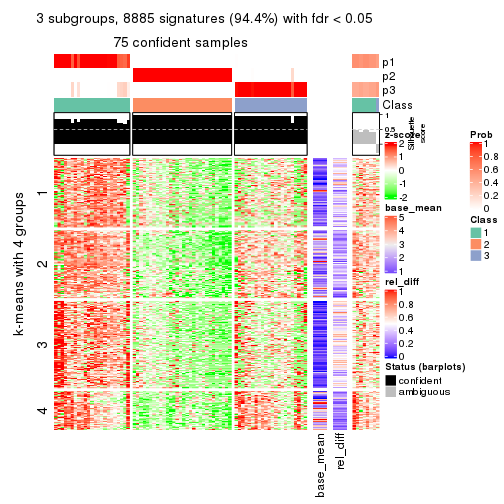 3 subgroups, 8885 signatures (94.4%) with fdr < 0.05
75 confident samples
p1
p2
p3
Class
1
0.5
0
Silhouette
score
k-means with 4 groups
1
2
3
4
base_mean
rel_diff
z-score
2
1
0
-1
-2
base_mean
5
4
3
2
1
rel_diff
1
0.8
0.6
0.4
0.2
0
Status (barplots)
confident
ambiguous
Prob
1
0.8
0.6
0.4
0.2
0
Class
1
2
3